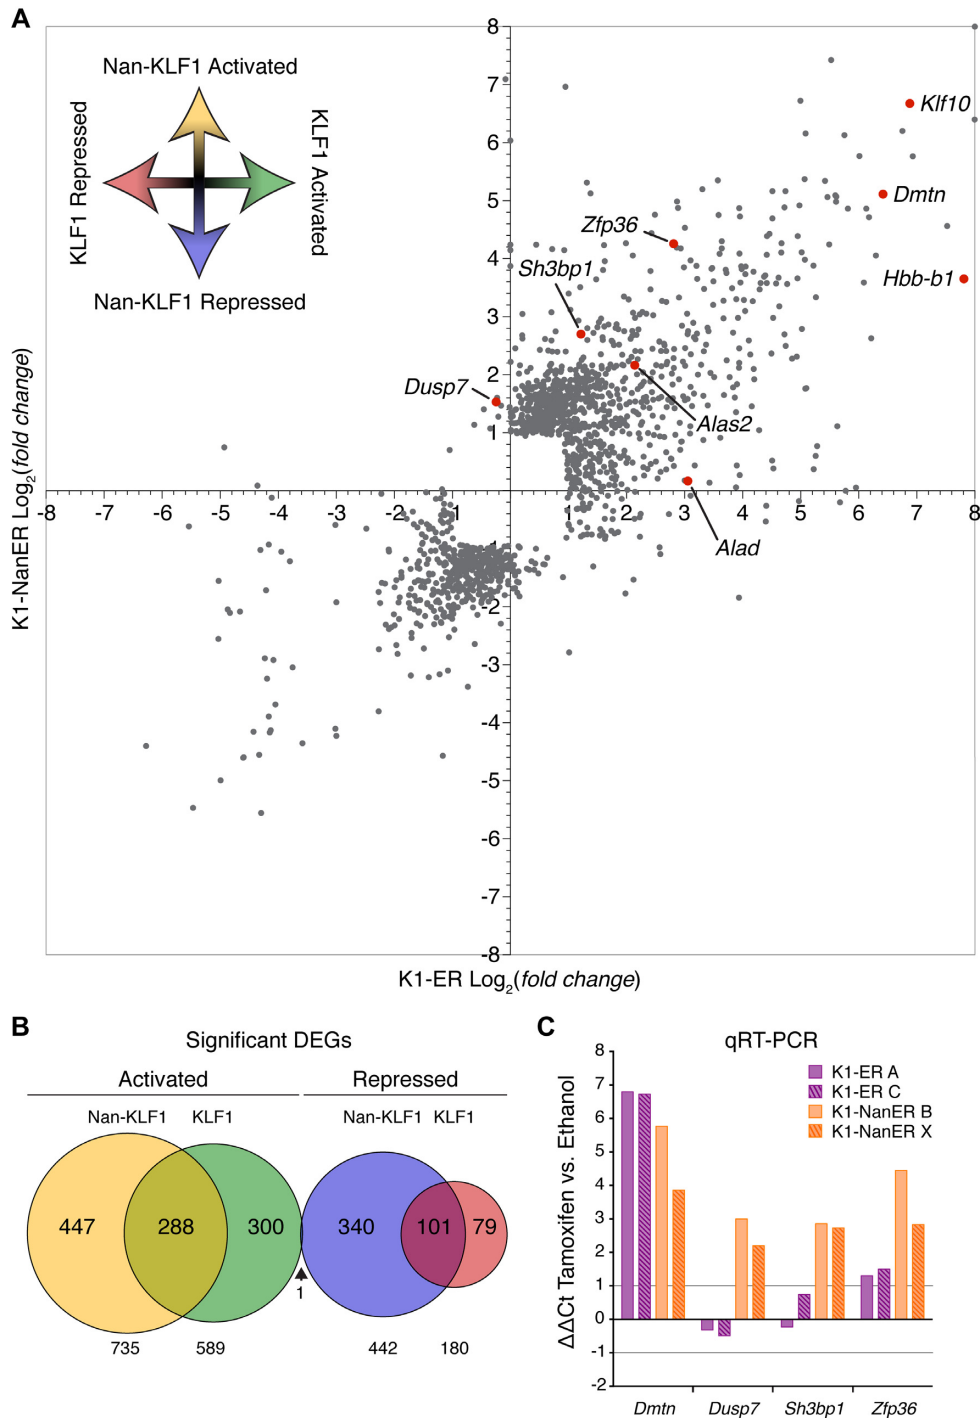 A
Nan-KLF1 Activated
KLF1 Repressed
KLF1 Activated
Nan-KLF1 Repressed
K1-NanER Log2(fold change)
8
7
6
5
4
3
2
1
-1
-2
-3
-4
-5
-6
-7
-8
-8 -7 -6 -5 -4 -3 -2 -1 1 2 3 4 5 6 7 8
Klf10
Dmtn
Zfp36
Sh3bp1
Hbb-b1
Dusp7
Alas2
Alad
K1-ER Log2(fold change)
B
Significant DEGs
Activated Repressed
Nan-KLF1 KLF1 Nan-KLF1 KLF1
447 288 300 340 101 79
1
735 589 442 180
C
qRT-PCR
ΔΔCt Tamoxifen vs. Ethanol
8
7
6
5
4
3
2
1
0
-1
-2
K1-ER A
K1-ER C
K1-NanER B
K1-NanER X
Dmtn Dusp7 Sh3bp1 Zfp36